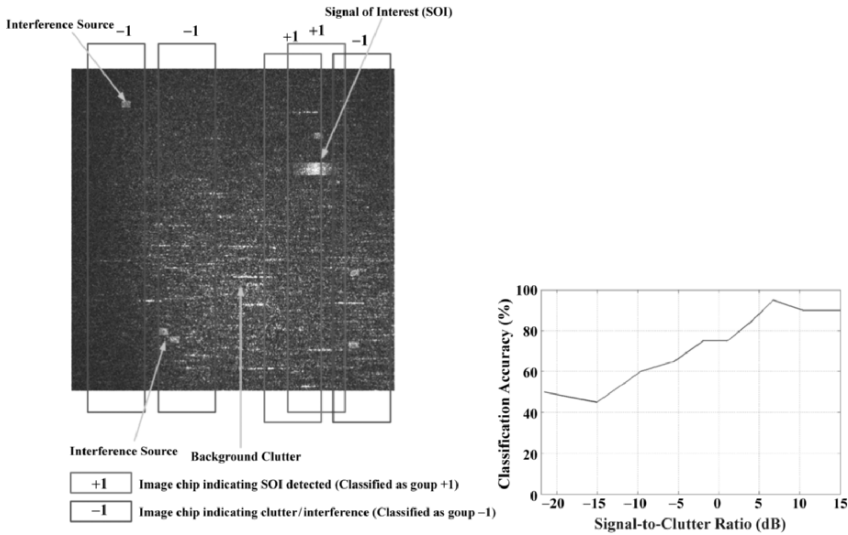 Signal of Interest (SOI)
Interference Source
−1
−1
+1
+1
−1
Interference Source
Background Clutter
+1 Image chip indicating SOI detected (Classified as goup +1)
−1 Image chip indicating clutter/interference (Classified as goup −1)
Classification Accuracy (%)
100
80
60
40
20
0
−20 −15 −10 −5 0 5 10 15
Signal-to-Clutter Ratio (dB)